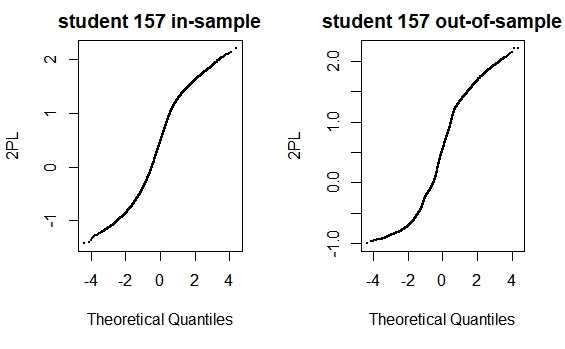 student 157 in-sample
2PL
2
1
0
-1
-4 -2 0 2 4
Theoretical Quantiles
student 157 out-of-sample
2PL
2.0
1.0
0.0
-1.0
-4 -2 0 2 4
Theoretical Quantiles